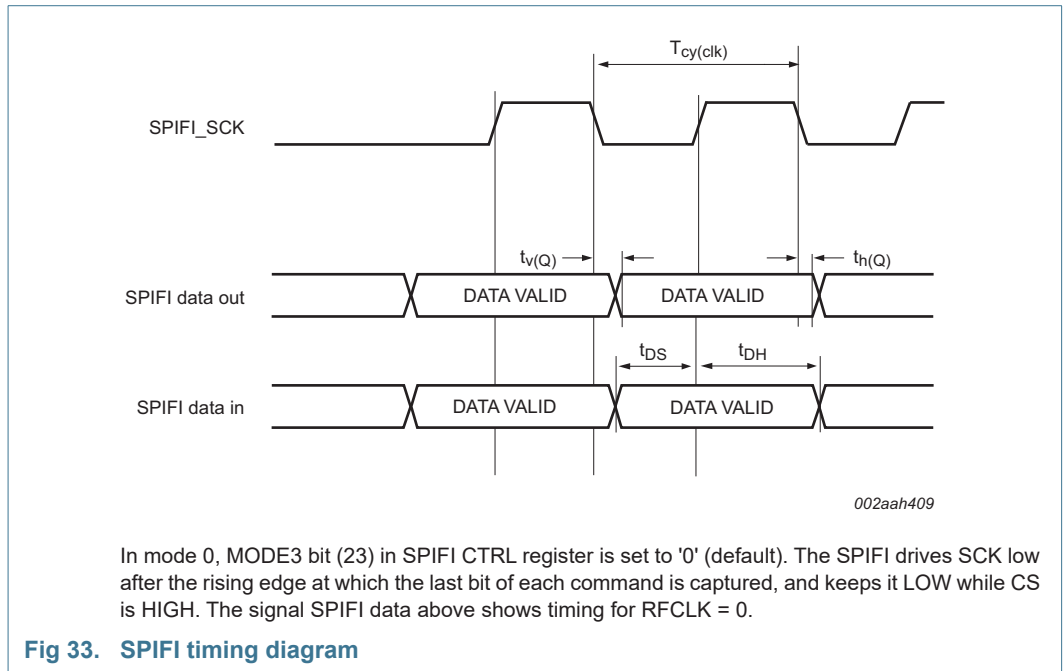 Tcy(clk)
SPIFI_SCK
tv(Q)
th(Q)
SPIFI data out
DATA VALID
DATA VALID
tDS
tDH
SPIFI data in
DATA VALID
DATA VALID
002aah409
In mode 0, MODE3 bit (23) in SPIFI CTRL register is set to '0' (default). The SPIFI drives SCK low
after the rising edge at which the last bit of each command is captured, and keeps it LOW while CS
is HIGH. The signal SPIFI data above shows timing for RFCLK = 0.
Fig 33. SPIFI timing diagram